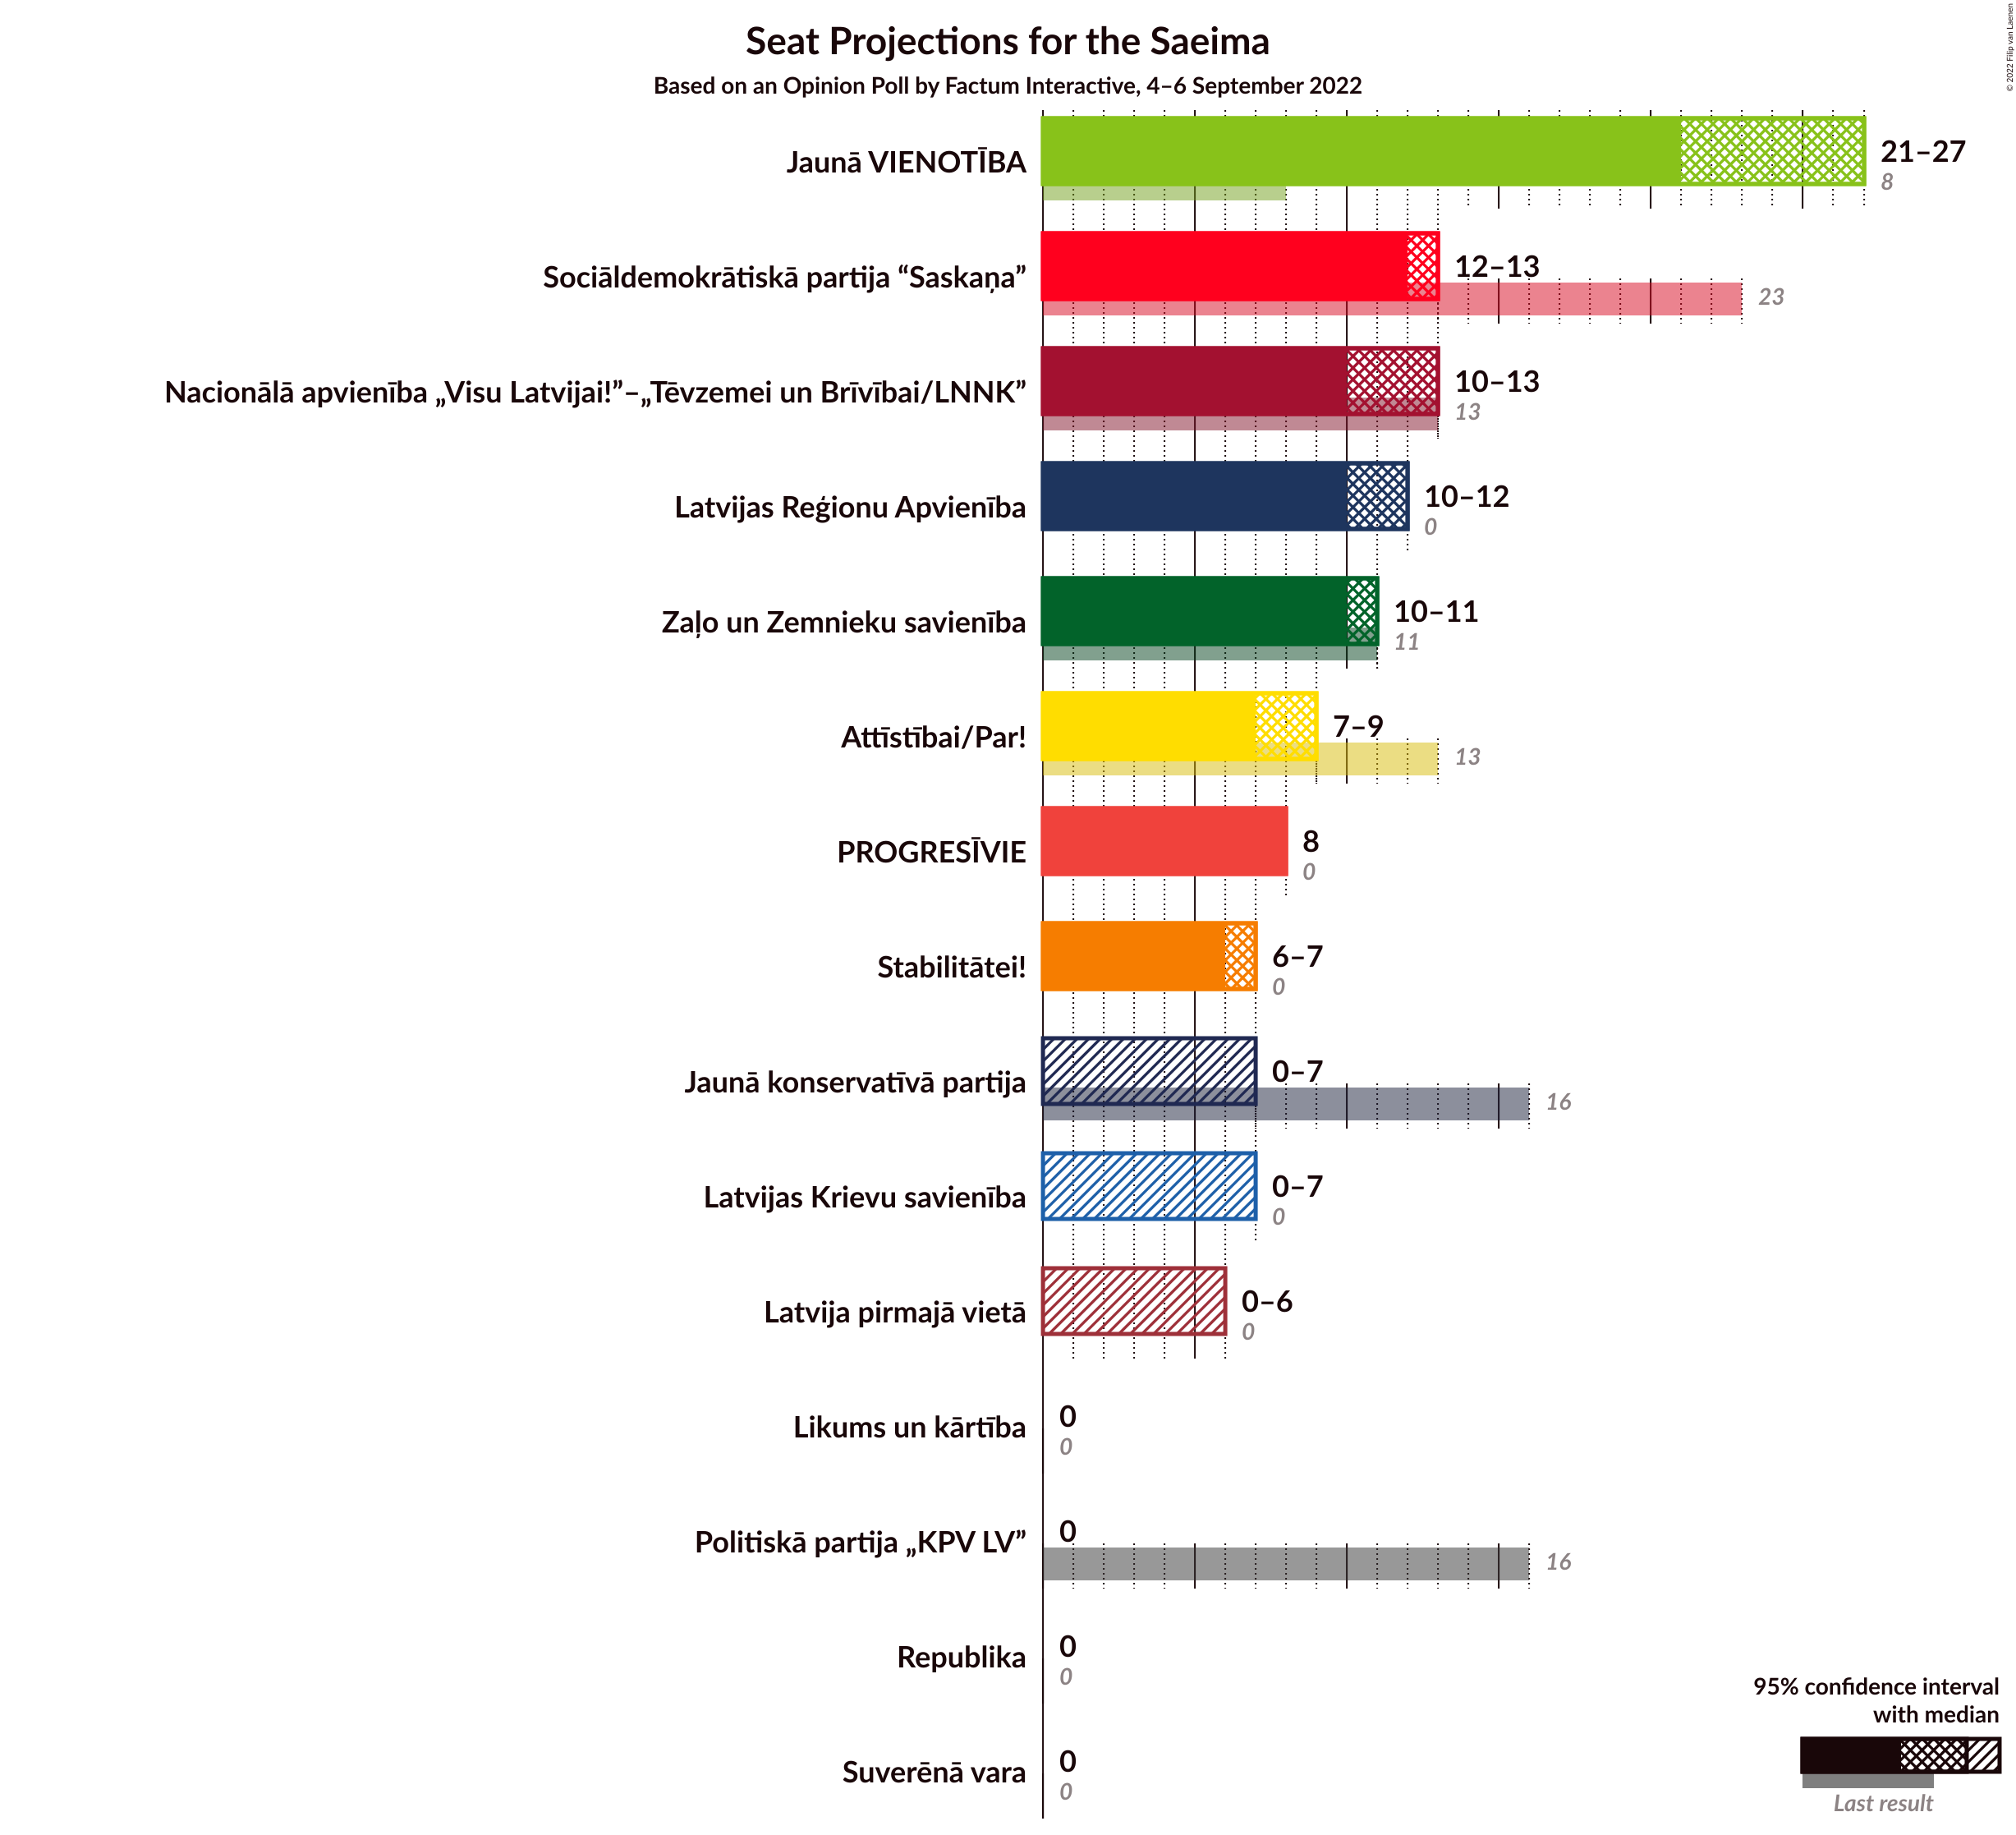 Seat Projections for the Saeima
Based on an Opinion Poll by Factum Interactive, 4–6 September 2022
© 2022 Filip van Laenen
Jaunā VIENOTĪBA
21–27
8
Sociāldemokrātiskā partija “Saskaņa”
12–13
23
Nacionālā apvienība „Visu Latvijai!”–„Tēvzemei un Brīvībai/LNNK”
10–13
13
Latvijas Reģionu Apvienība
10–12
0
Zaļo un Zemnieku savienība
10–11
11
Attīstībai/Par!
7–9
13
PROGRESĪVIE
8
0
Stabilitātei!
6–7
0
Jaunā konservatīvā partija
0–7
16
Latvijas Krievu savienība
0–7
0
Latvija pirmajā vietā
0–6
0
Likums un kārtība
0
0
Politiskā partija „KPV LV”
0
16
Republika
0
0
Suverēnā vara
0
0
95% confidence interval
with median
Last result